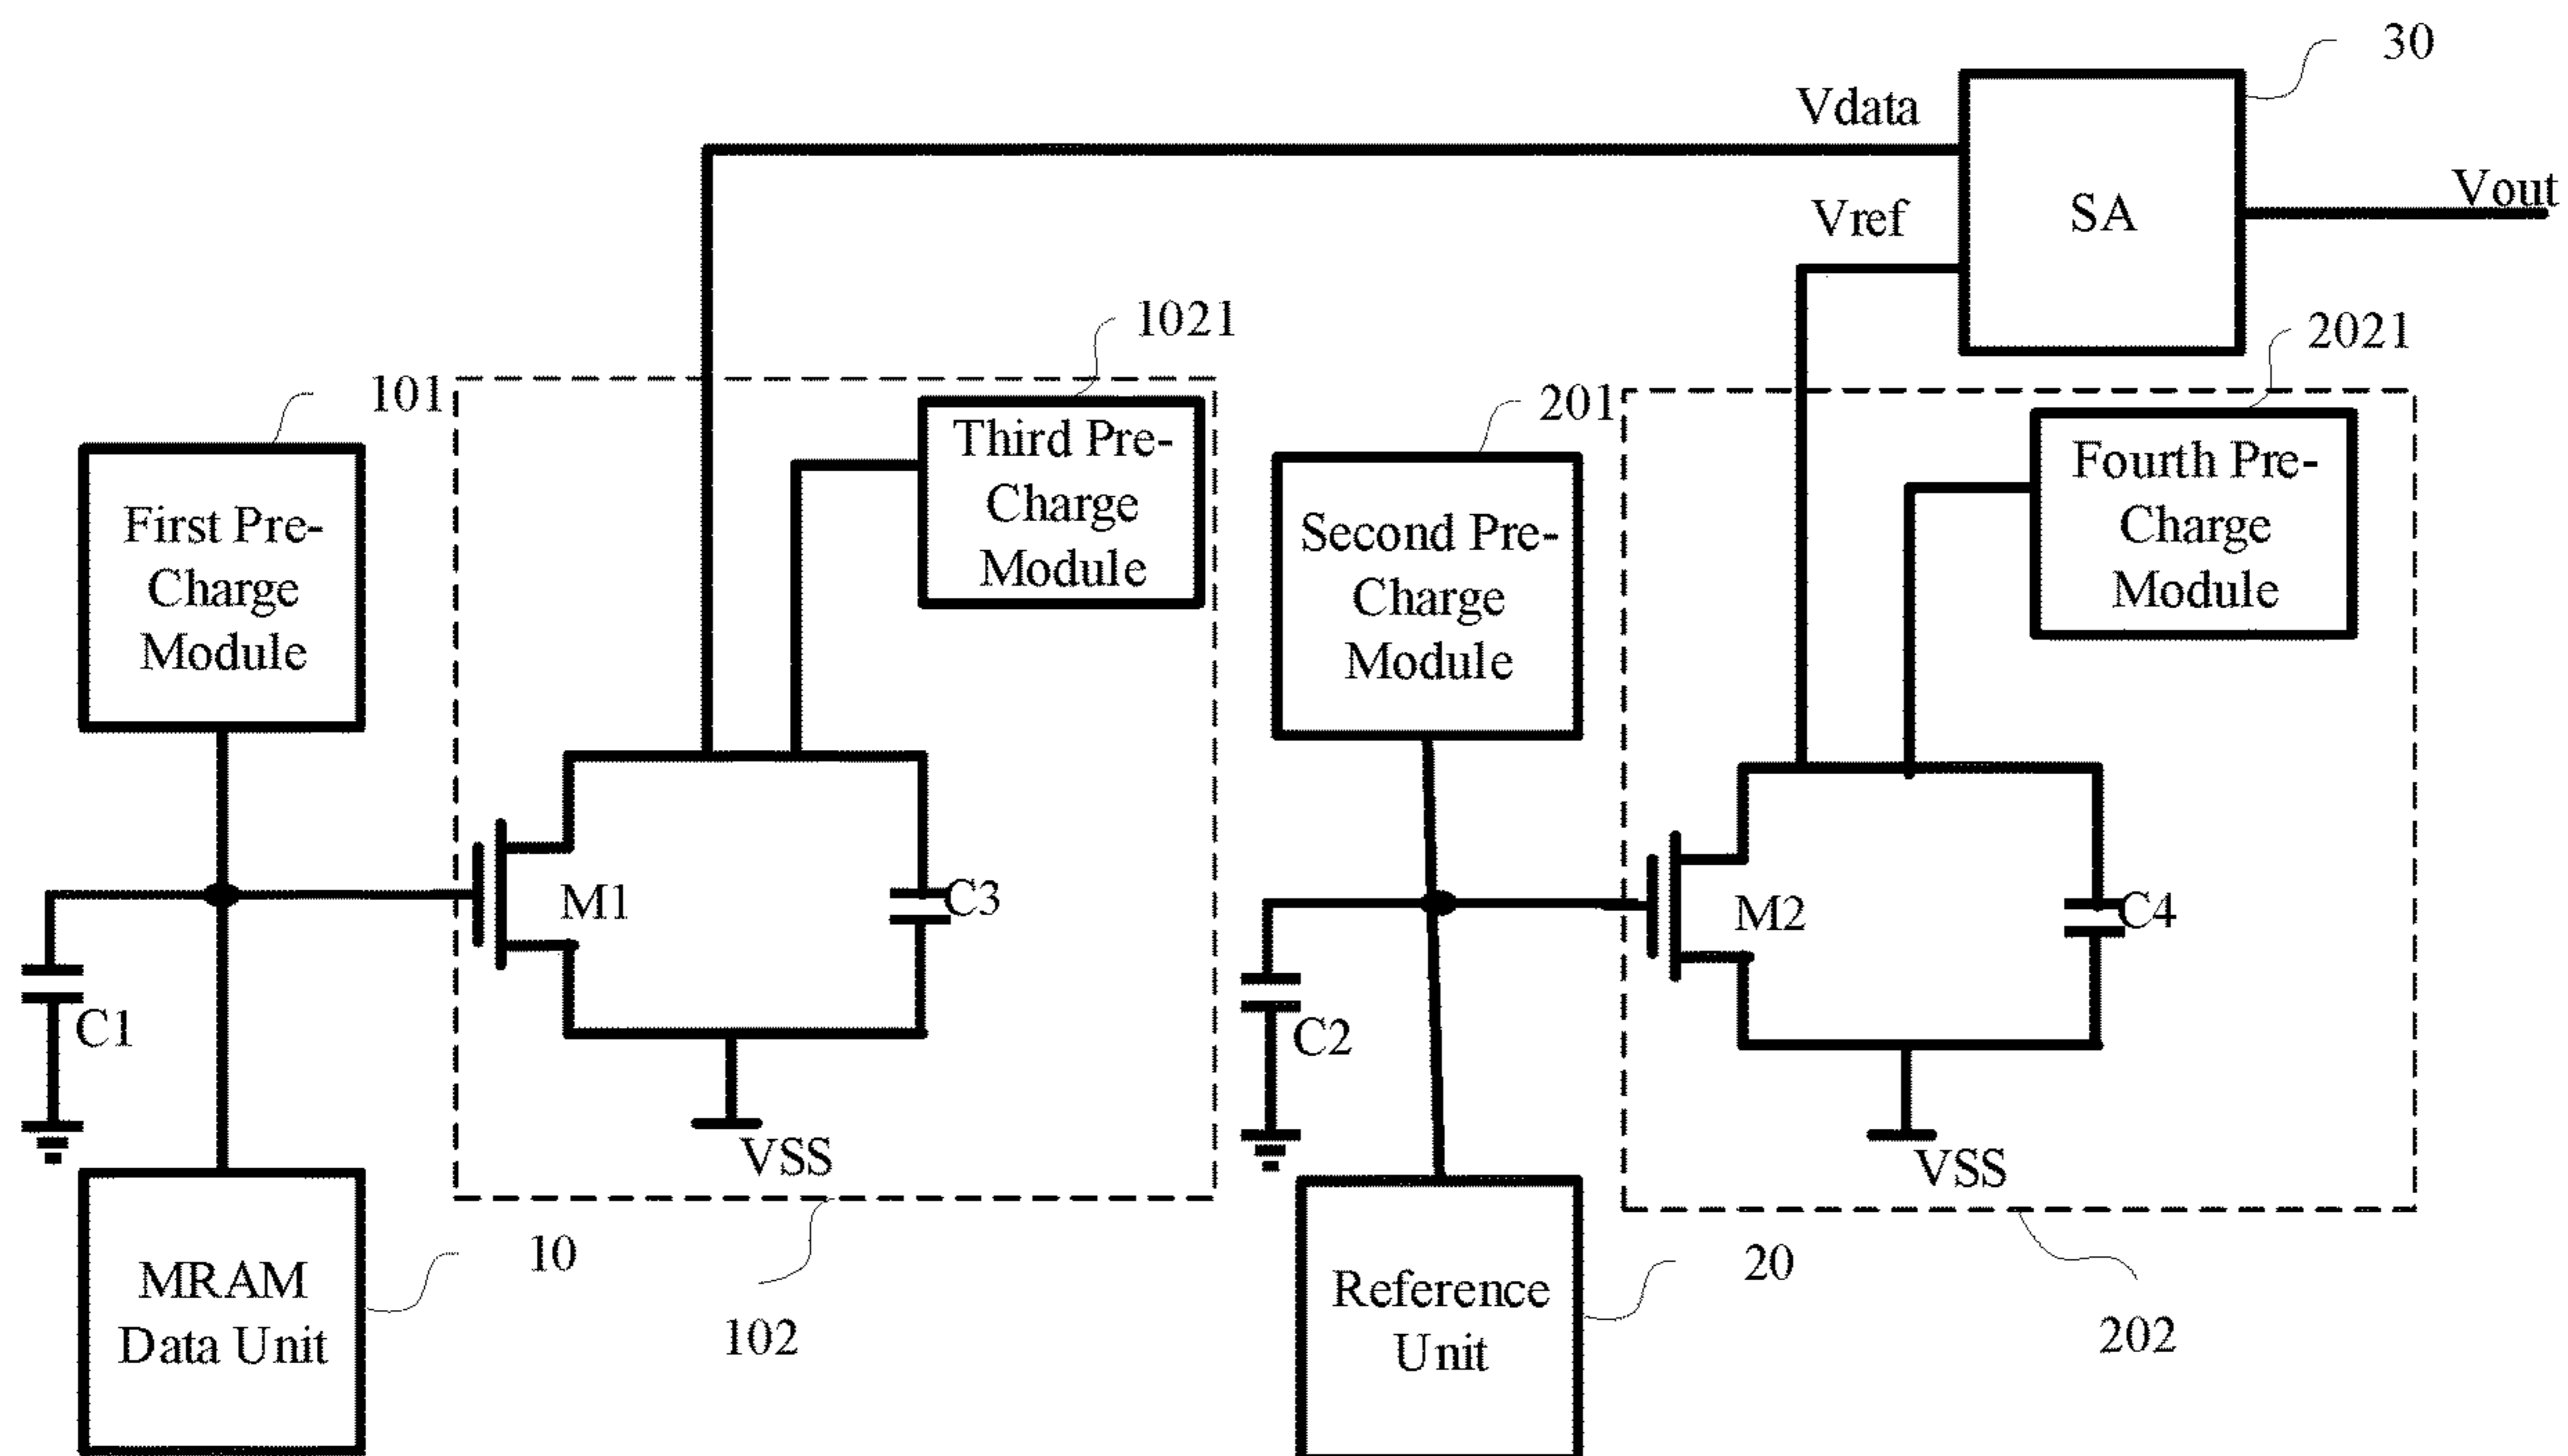 30
Vdata
Vref
SA
Vout
1021
2021
101
201
Third Pre-
Charge
Module
Fourth Pre-
Charge
Module
First Pre-
Charge
Module
Second Pre-
Charge
Module
M1
C3
M2
C4
C1
C2
VSS
VSS
10
20
MRAM
Data Unit
102
Reference
Unit
202